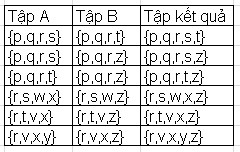 Tập A Tập B Tập kết quả
{p,q,r,s} {p,q,r,t} {p,q,r,s,t}
{p,q,r,s} {p,q,r,z} {p,q,r,s,z}
{p,q,r,t} {p,q,r,z} {p,q,r,t,z}
{r,s,w,x} {r,s,w,z} {r,s,w,x,z}
{r,t,v,x} {r,t,v,z} {r,t,v,x,z}
{r,v,x,y} {r,v,x,z} {r,v,x,y,z}